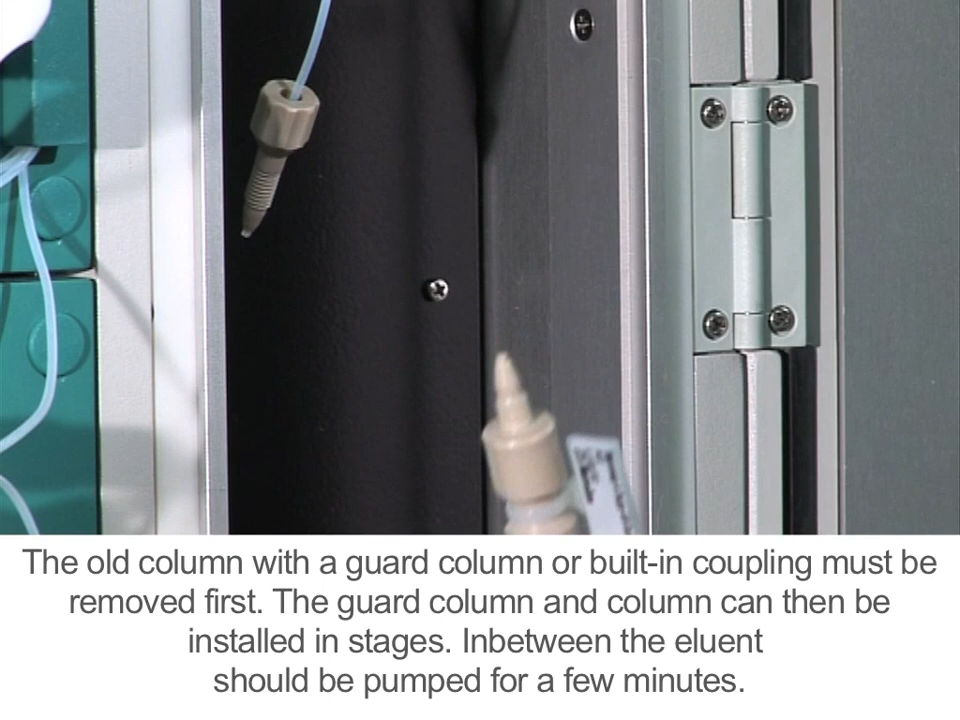 The old column with a guard column or built-in coupling must be
removed first. The guard column and column can then be
installed in stages. Inbetween the eluent
should be pumped for a few minutes.